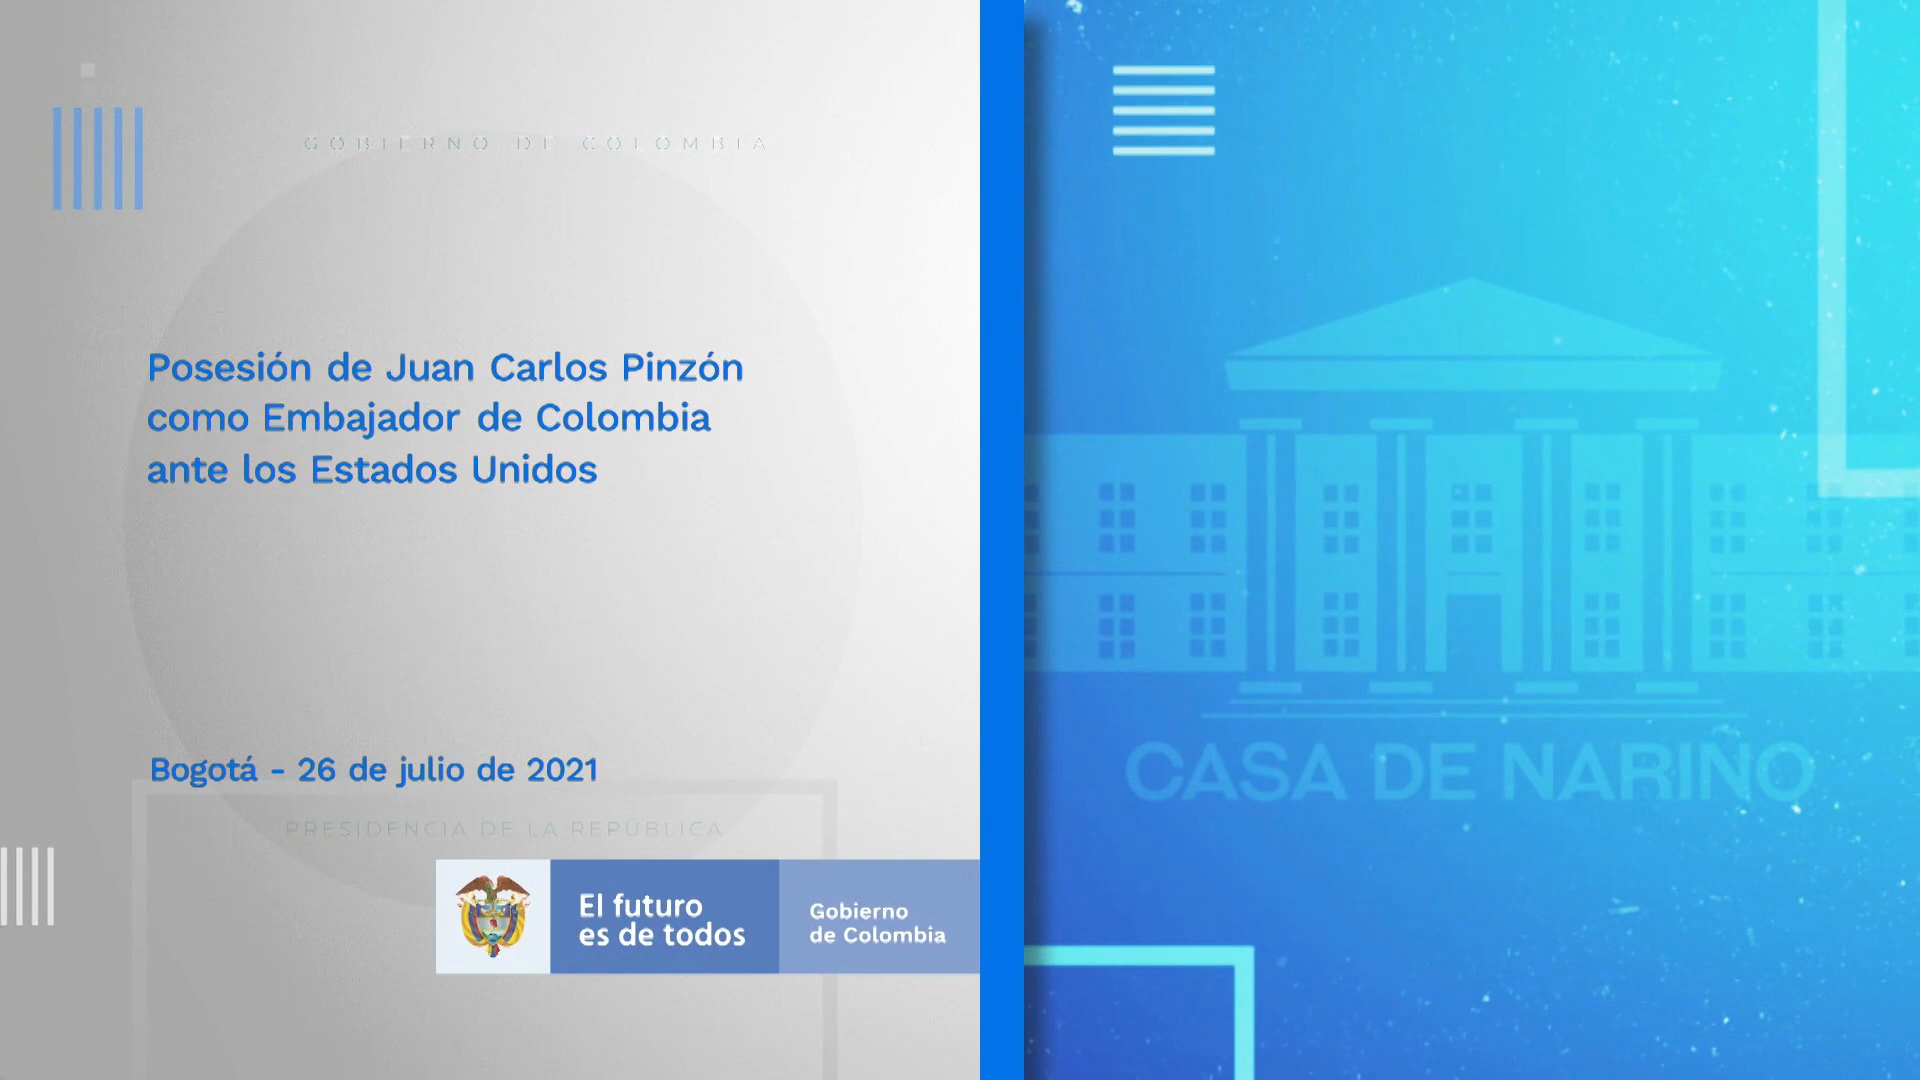 GOBIERNO DE COLOMBIA
Posesión de Juan Carlos Pinzón
como Embajador de Colombia
ante los Estados Unidos
Bogotá - 26 de julio de 2021
PRESIDENCIA DE LA REPÚBLICA
El futuro
es de todos
Gobierno
de Colombia
CASA DE NARIÑO